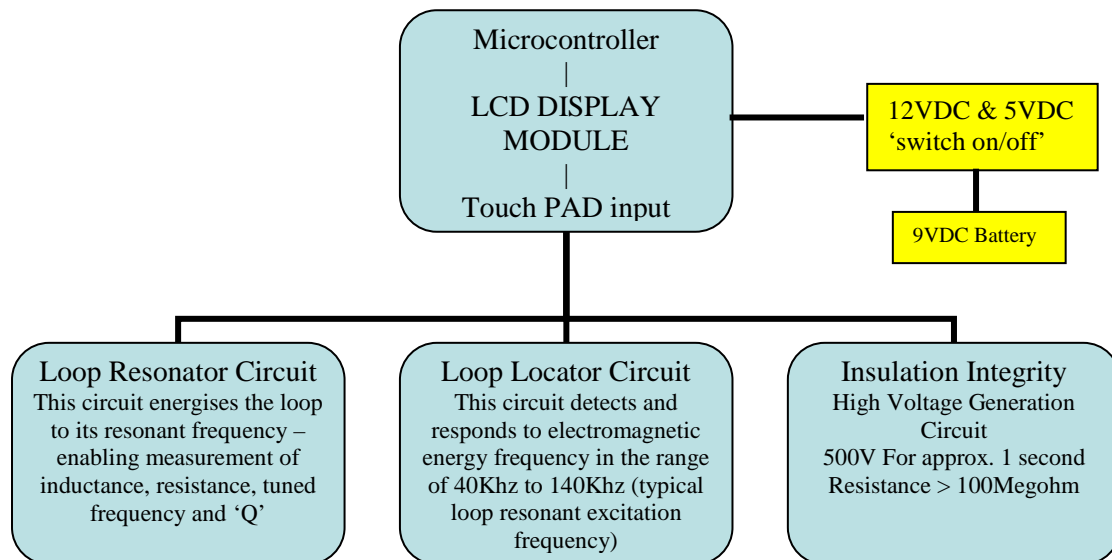 Microcontroller
|
LCD DISPLAY
MODULE
|
Touch PAD input
12VDC & 5VDC
‘switch on/off’
9VDC Battery
Loop Resonator Circuit
This circuit energises the loop
to its resonant frequency –
enabling measurement of
inductance, resistance, tuned
frequency and ‘Q’
Loop Locator Circuit
This circuit detects and
responds to electromagnetic
energy frequency in the range
of 40Khz to 140Khz (typical
loop resonant excitation
frequency)
Insulation Integrity
High Voltage Generation
Circuit
500V For approx. 1 second
Resistance > 100Megohm